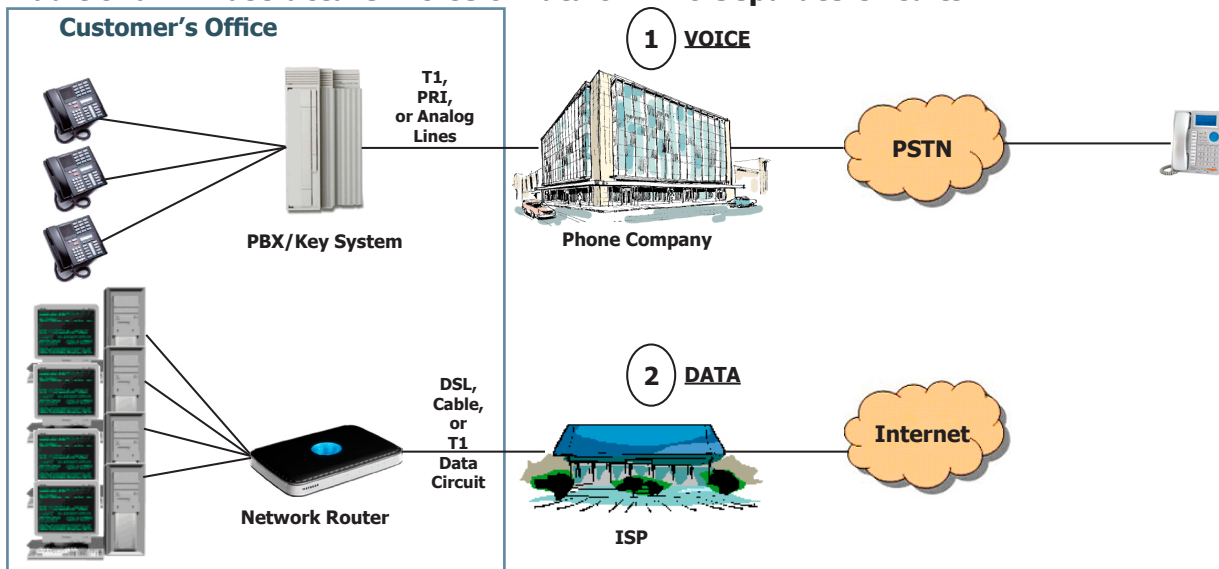 Customer's Office
1 VOICE
T1,
PRI,
or Analog
Lines
PSTN
PBX/Key System
Phone Company
2 DATA
DSL,
Cable,
or
T1
Data
Circuit
Internet
Network Router
ISP